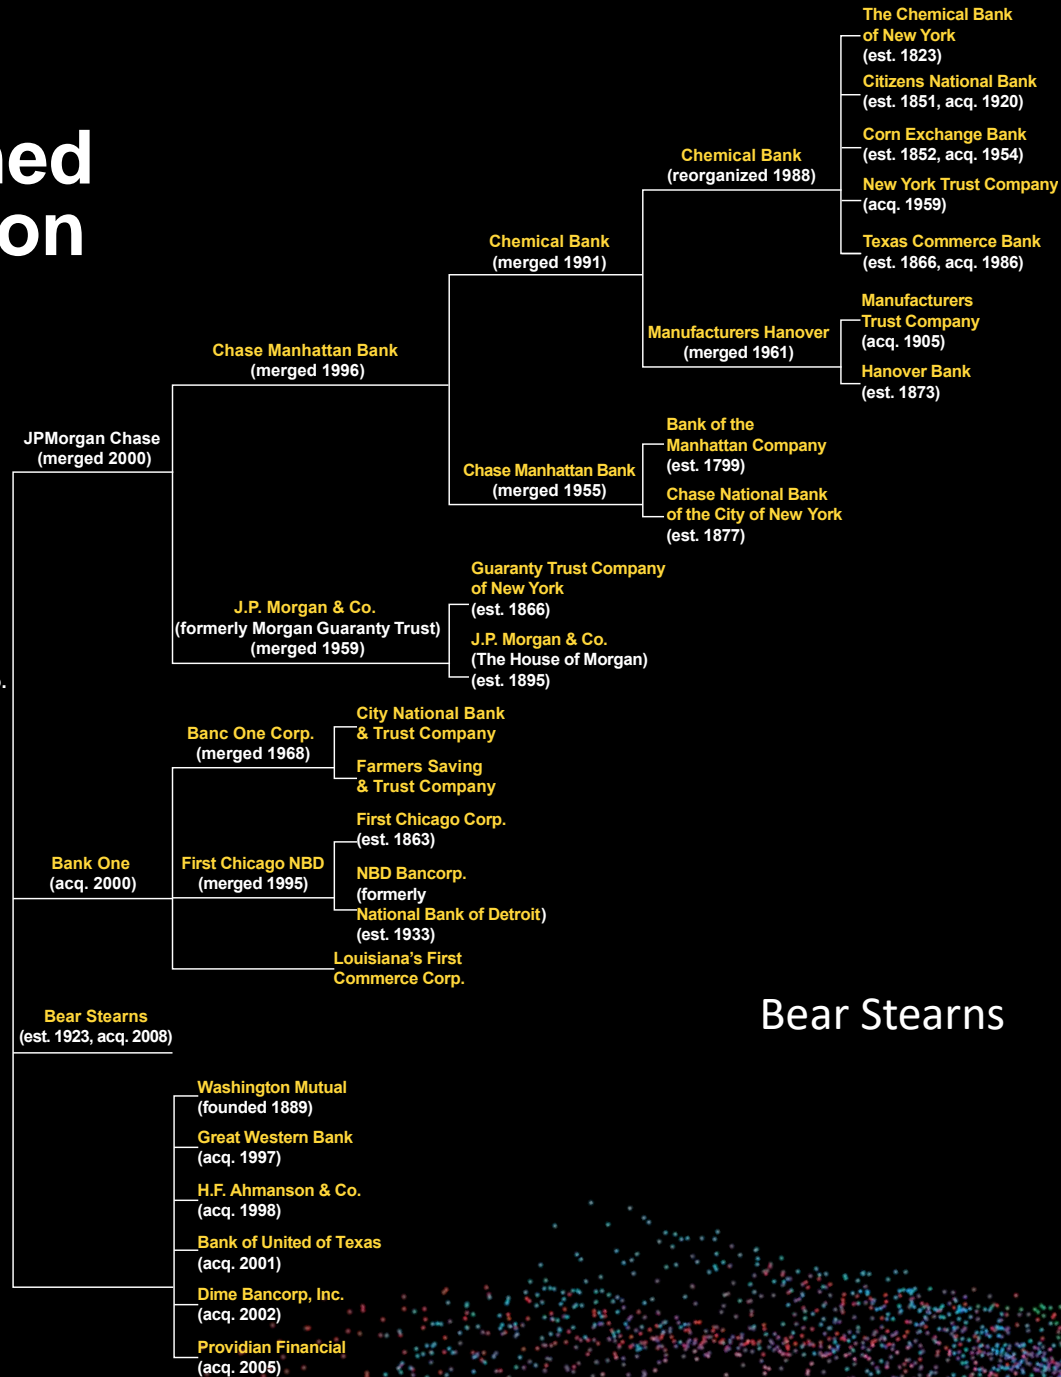 The Chemical Bank
of New York
(est. 1823)
Citizens National Bank
(est. 1851, acq. 1920)
Corn Exchange Bank
(est. 1852, acq. 1954)
New York Trust Company
(acq. 1959)
Texas Commerce Bank
(est. 1866, acq. 1986)
Chemical Bank
(reorganized 1988)
Chemical Bank
(merged 1991)
Manufacturers
Trust Company
(acq. 1905)
Hanover Bank
(est. 1873)
Manufacturers Hanover
(merged 1961)
Chase Manhattan Bank
(merged 1996)
Bank of the
Manhattan Company
(est. 1799)
Chase National Bank
of the City of New York
(est. 1877)
Chase Manhattan Bank
(merged 1955)
JPMorgan Chase
(merged 2000)
Guaranty Trust Company
of New York
(est. 1866)
J.P. Morgan & Co.
(The House of Morgan)
(est. 1895)
J.P. Morgan & Co.
(formerly Morgan Guaranty Trust)
(merged 1959)
City National Bank
& Trust Company
Farmers Saving
& Trust Company
Banc One Corp.
(merged 1968)
First Chicago Corp.
(est. 1863)
NBD Bancorp.
(formerly
National Bank of Detroit)
(est. 1933)
First Chicago NBD
(merged 1995)
Bank One
(acq. 2000)
Louisiana’s First
Commerce Corp.
Bear Stearns
(est. 1923, acq. 2008)
Bear Stearns
Washington Mutual
(founded 1889)
Great Western Bank
(acq. 1997)
H.F. Ahmanson & Co.
(acq. 1998)
Bank of United of Texas
(acq. 2001)
Dime Bancorp, Inc.
(acq. 2002)
Providian Financial
(acq. 2005)